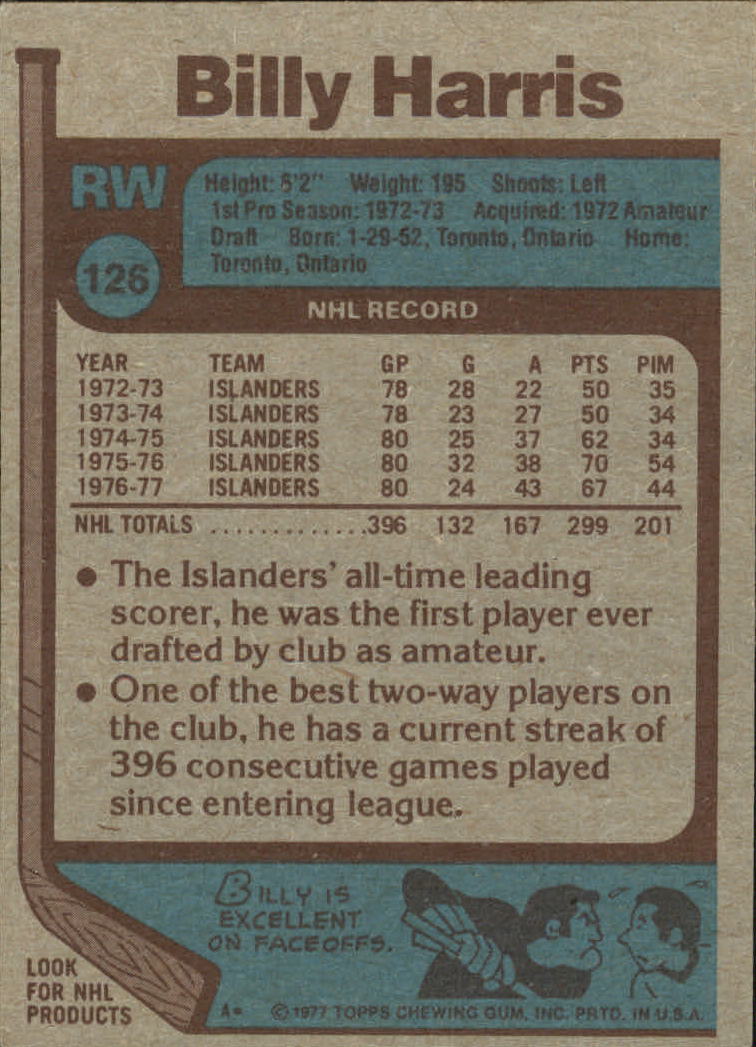 Billy Harris
RW
Height: 6'2" Weight: 195 Shoots: Left
1st Pro Season: 1972-73 Acquired: 1972 Amateur
Draft Born: 1-29-52, Toronto, Ontario Home:
Toronto, Ontario
126
NHL RECORD
YEAR TEAM GP G A PTS PIM
1972-73 ISLANDERS 78 28 22 50 35
1973-74 ISLANDERS 78 23 27 50 34
1974-75 ISLANDERS 80 25 37 62 34
1975-76 ISLANDERS 80 32 38 70 54
1976-77 ISLANDERS 80 24 43 67 44
NHL TOTALS ..............396 132 167 299 201
• The Islanders' all-time leading
scorer, he was the first player ever
drafted by club as amateur.
• One of the best two-way players on
the club, he has a current streak of
396 consecutive games played
since entering league.
BILLY IS
EXCELLENT
ON FACEOFFS.
LOOK
FOR NHL
PRODUCTS
A* © 1977 TOPPS CHEWING GUM, INC. PRTD. IN U.S.A.